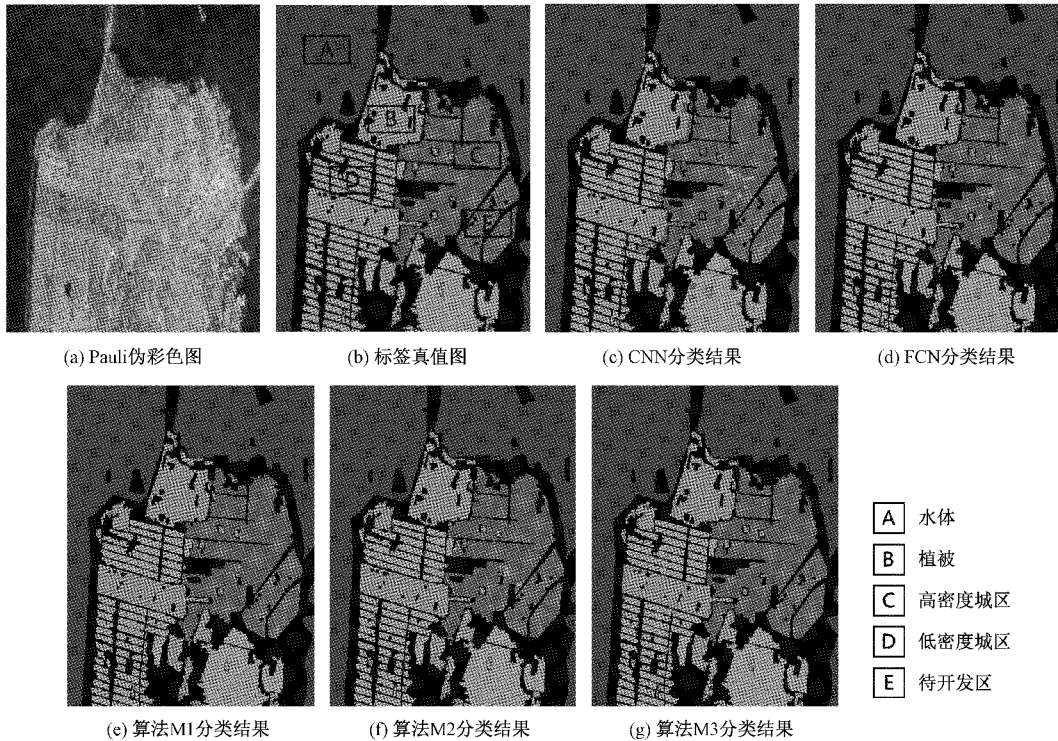 A
B
C
D
E
(a) Pauli伪彩色图
(b) 标签真值图
(c) CNN分类结果
(d) FCN分类结果
A 水体
B 植被
C 高密度城区
D 低密度城区
E 待开发区
(e) 算法M1分类结果
(f) 算法M2分类结果
(g) 算法M3分类结果